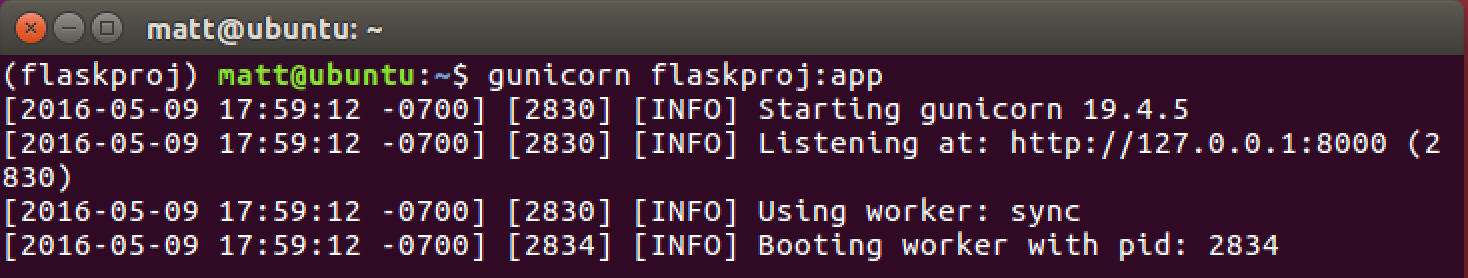 matt@ubuntu: ~
(flaskproj) matt@ubuntu:~$ gunicorn flaskproj:app
[2016-05-09 17:59:12 -0700] [2830] [INFO] Starting gunicorn 19.4.5
[2016-05-09 17:59:12 -0700] [2830] [INFO] Listening at: http://127.0.0.1:8000 (2
830)
[2016-05-09 17:59:12 -0700] [2830] [INFO] Using worker: sync
[2016-05-09 17:59:12 -0700] [2834] [INFO] Booting worker with pid: 2834